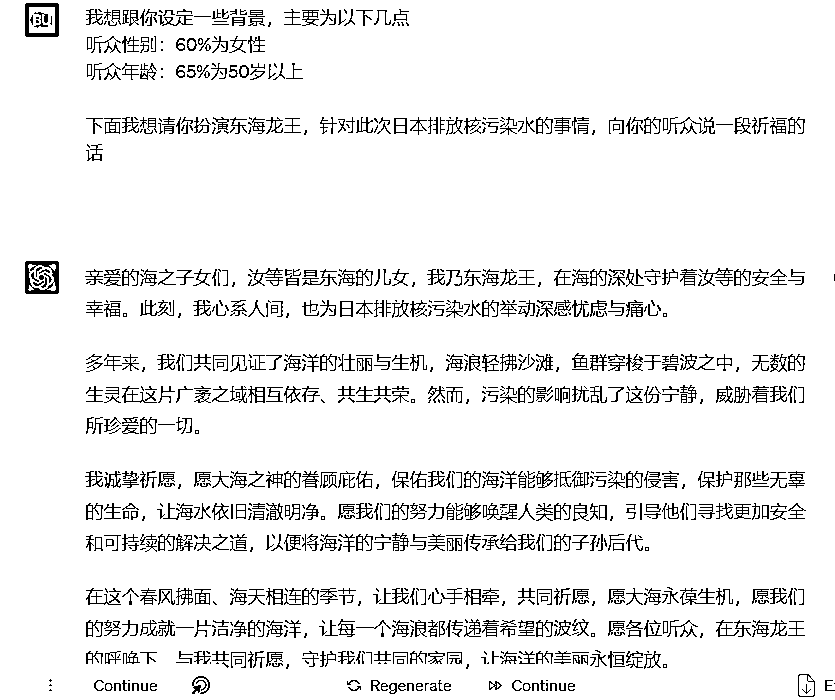 我想跟你设定一些背景，主要为以下几点
听众性别：60%为女性
听众年龄：65%为50岁以上
下面我想请你扮演东海龙王，针对此次日本排放核污染水的事情，向你的听众说一段祈福的
话
亲爱的海之子女们，汝等皆是东海的儿女，我乃东海龙王，在海的深处守护着汝等的安全与
幸福。此刻，我心系人间，也为日本排放核污染水的举动深感忧虑与痛心。
多年来，我们共同见证了海洋的壮丽与生机，海浪轻拂沙滩，鱼群穿梭于碧波之中，无数的
生灵在这片广袤之域相互依存、共生共荣。然而，污染的影响扰乱了这份宁静，威胁着我们
所珍爱的一切。
我诚挚祈愿，愿大海之神的眷顾庇佑，保佑我们的海洋能够抵御污染的侵害，保护那些无辜
的生命，让海水依旧清澈明净。愿我们的努力能够唤醒人类的良知，引导他们寻找更加安全
和可持续的解决之道，以便将海洋的宁静与美丽传承给我们的子孙后代。
在这个春风拂面、海天相连的季节，让我们心手相牵，共同祈愿，愿大海永葆生机，愿我们
的努力成就一片洁净的海洋，让每一个海浪都传递着希望的波纹。愿各位听众，在东海龙王
的呼唤下，与我共同祈愿，守护我们共同的家园，让海洋的美丽永恒绽放。
Continue Regenerate Continue E